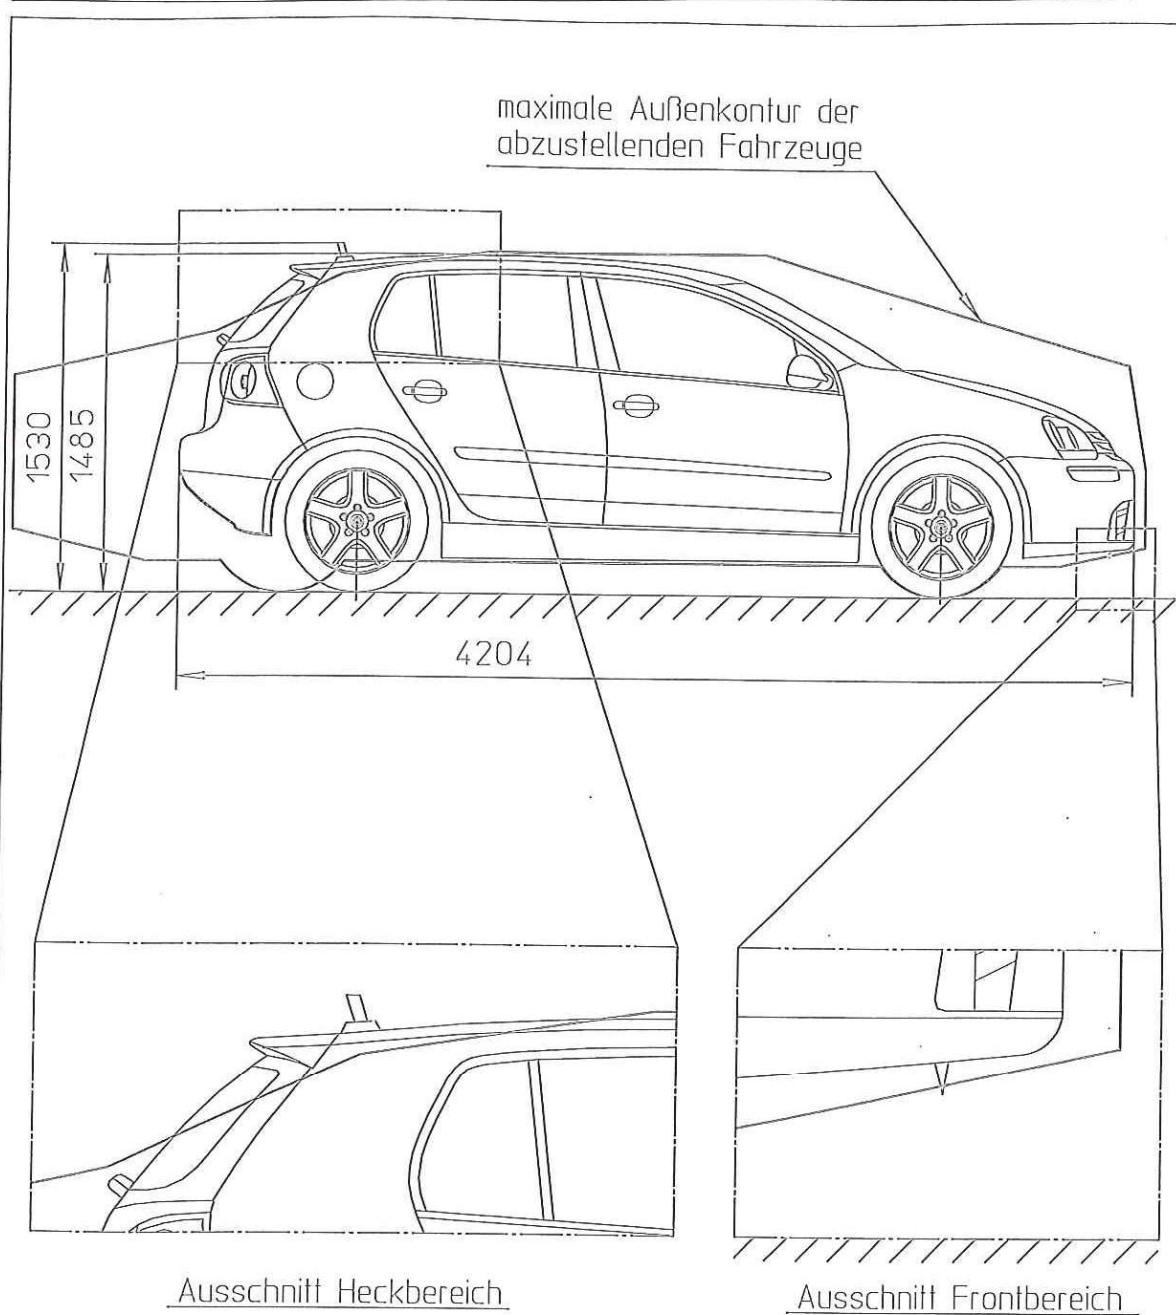 maximale Außenkontur der
abzustellenden Fahrzeuge
1530
1485
4204
Ausschnitt Heckbereich
Ausschnitt Frontbereich